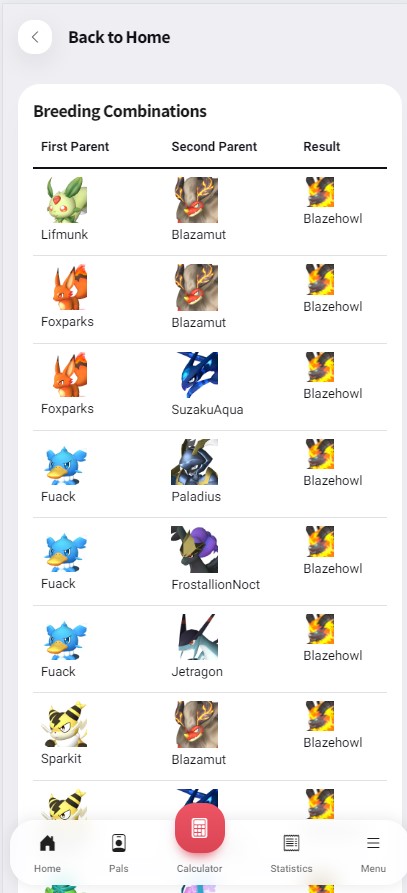 Back to Home
Breeding Combinations
First Parent Second Parent Result
Lifmunk Blazamut Blazehowl
Foxparks Blazamut Blazehowl
Foxparks SuzakuAqua Blazehowl
Fuack Paladius Blazehowl
Fuack FrostallionNoct Blazehowl
Fuack Jetragon Blazehowl
Sparkit Blazamut Blazehowl
Home Pals Calculator Statistics Menu